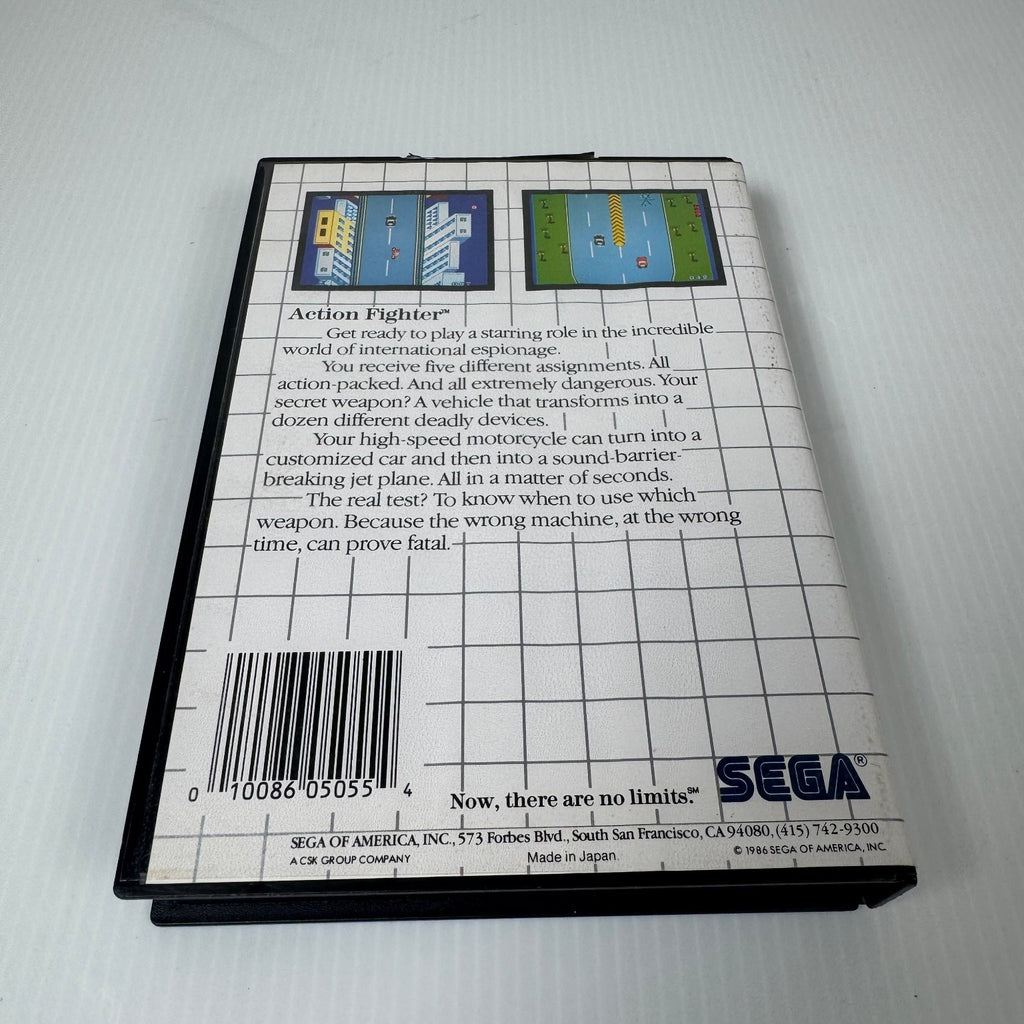 Action Fighter™
Get ready to play a starring role in the incredible
world of international espionage.
You receive five different assignments. All
action-packed. And all extremely dangerous. Your
secret weapon? A vehicle that transforms into a
dozen different deadly devices.
Your high-speed motorcycle can turn into a
customized car and then into a sound-barrier-
breaking jet plane. All in a matter of seconds.
The real test? To know when to use which
weapon. Because the wrong machine, at the wrong
time, can prove fatal.
0 10086 05055 4
Now, there are no limits.℠
SEGA®
SEGA OF AMERICA, INC., 573 Forbes Blvd., South San Francisco, CA 94080, (415) 742-9300
A CSK GROUP COMPANY Made in Japan. © 1986 SEGA OF AMERICA, INC.